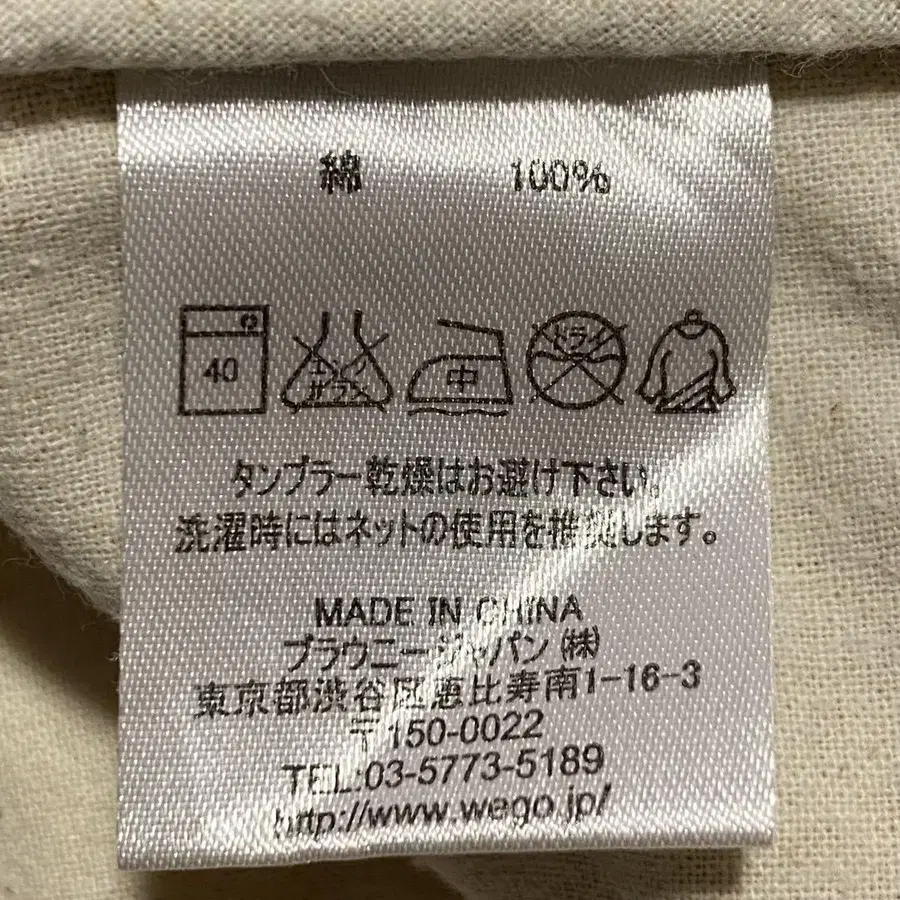 綿 100%
40 エンソサラシ 中 ドライ
タンブラー乾燥はお避け下さい。
洗濯時にはネットの使用を推奨します。
MADE IN CHINA
ブラウニージャパン㈱
東京都渋谷区恵比寿南1-16-3
〒150-0022
TEL:03-5773-5189
http://www.wego.jp/